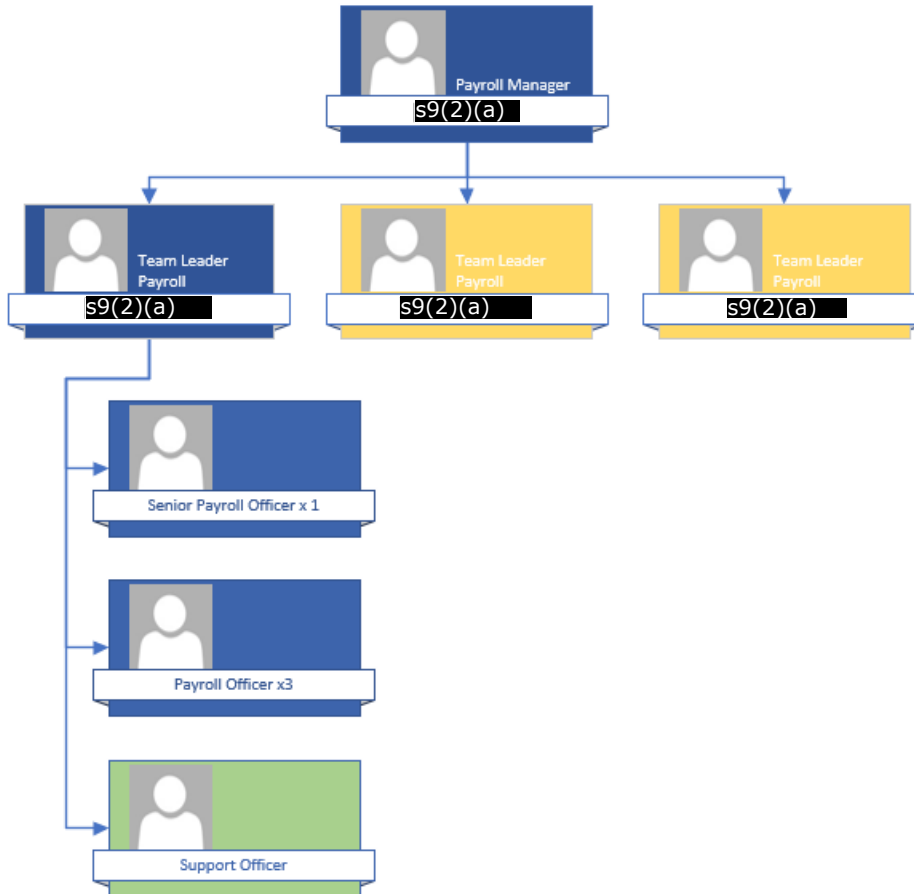 Payroll Manager
s9(2)(a)
Team Leader
Payroll
s9(2)(a)
Team Leader
Payroll
s9(2)(a)
Team Leader
Payroll
s9(2)(a)
Senior Payroll Officer x 1
Payroll Officer x3
Support Officer